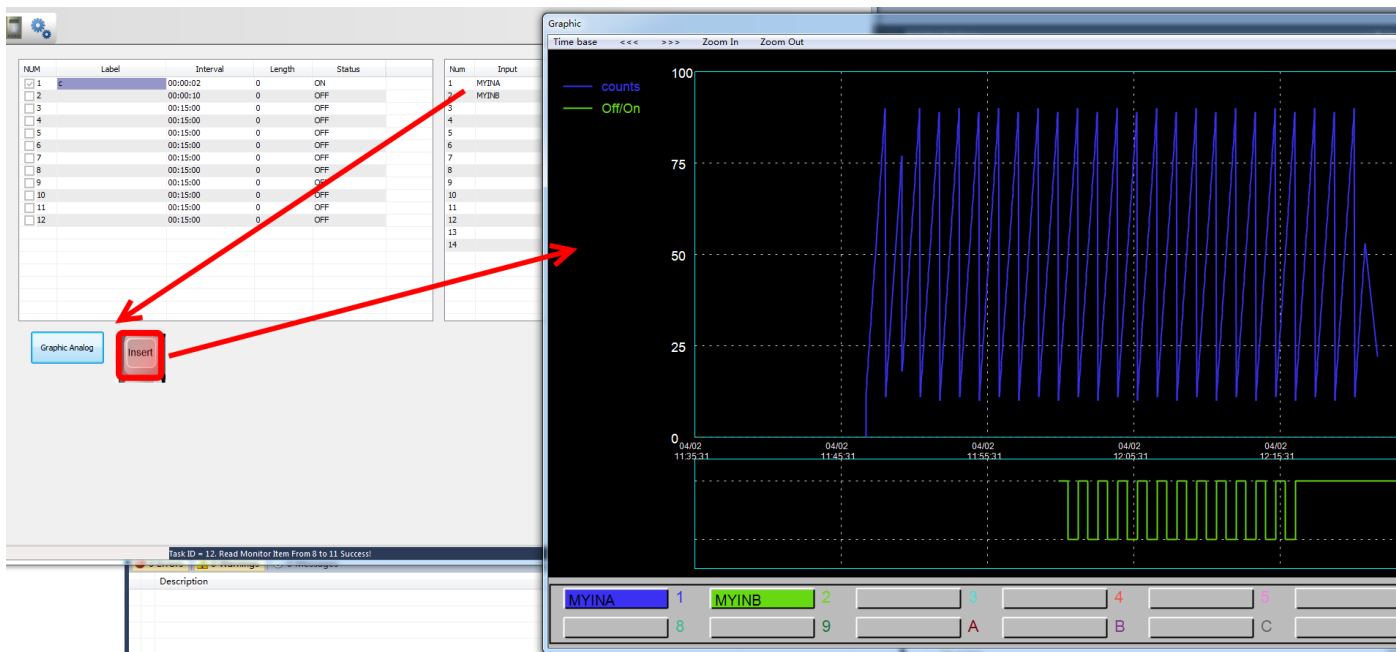 Graphic
Time base <<< >>> Zoom In Zoom Out
NUM Label Interval Length Status
1 c 00:00:02 0 ON
2 00:00:10 0 OFF
3 00:15:00 0 OFF
4 00:15:00 0 OFF
5 00:15:00 0 OFF
6 00:15:00 0 OFF
7 00:15:00 0 OFF
8 00:15:00 0 OFF
9 00:15:00 0 OFF
10 00:15:00 0 OFF
11 00:15:00 0 OFF
12 00:15:00 0 OFF
Num Input
1 MYINA
2 MYINB
3
4
5
6
7
8
9
10
11
12
13
14
Graphic Analog
Insert
Task ID = 12. Read Monitor Item From 8 to 11 Success!
Description
counts
Off/On
100
75
50
25
0
04/02 04/02 04/02 04/02 04/02
11:35:31 11:45:31 11:55:31 12:05:31 12:15:31
MYINA 1 MYINB 2 3 4 5
8 9 A B C